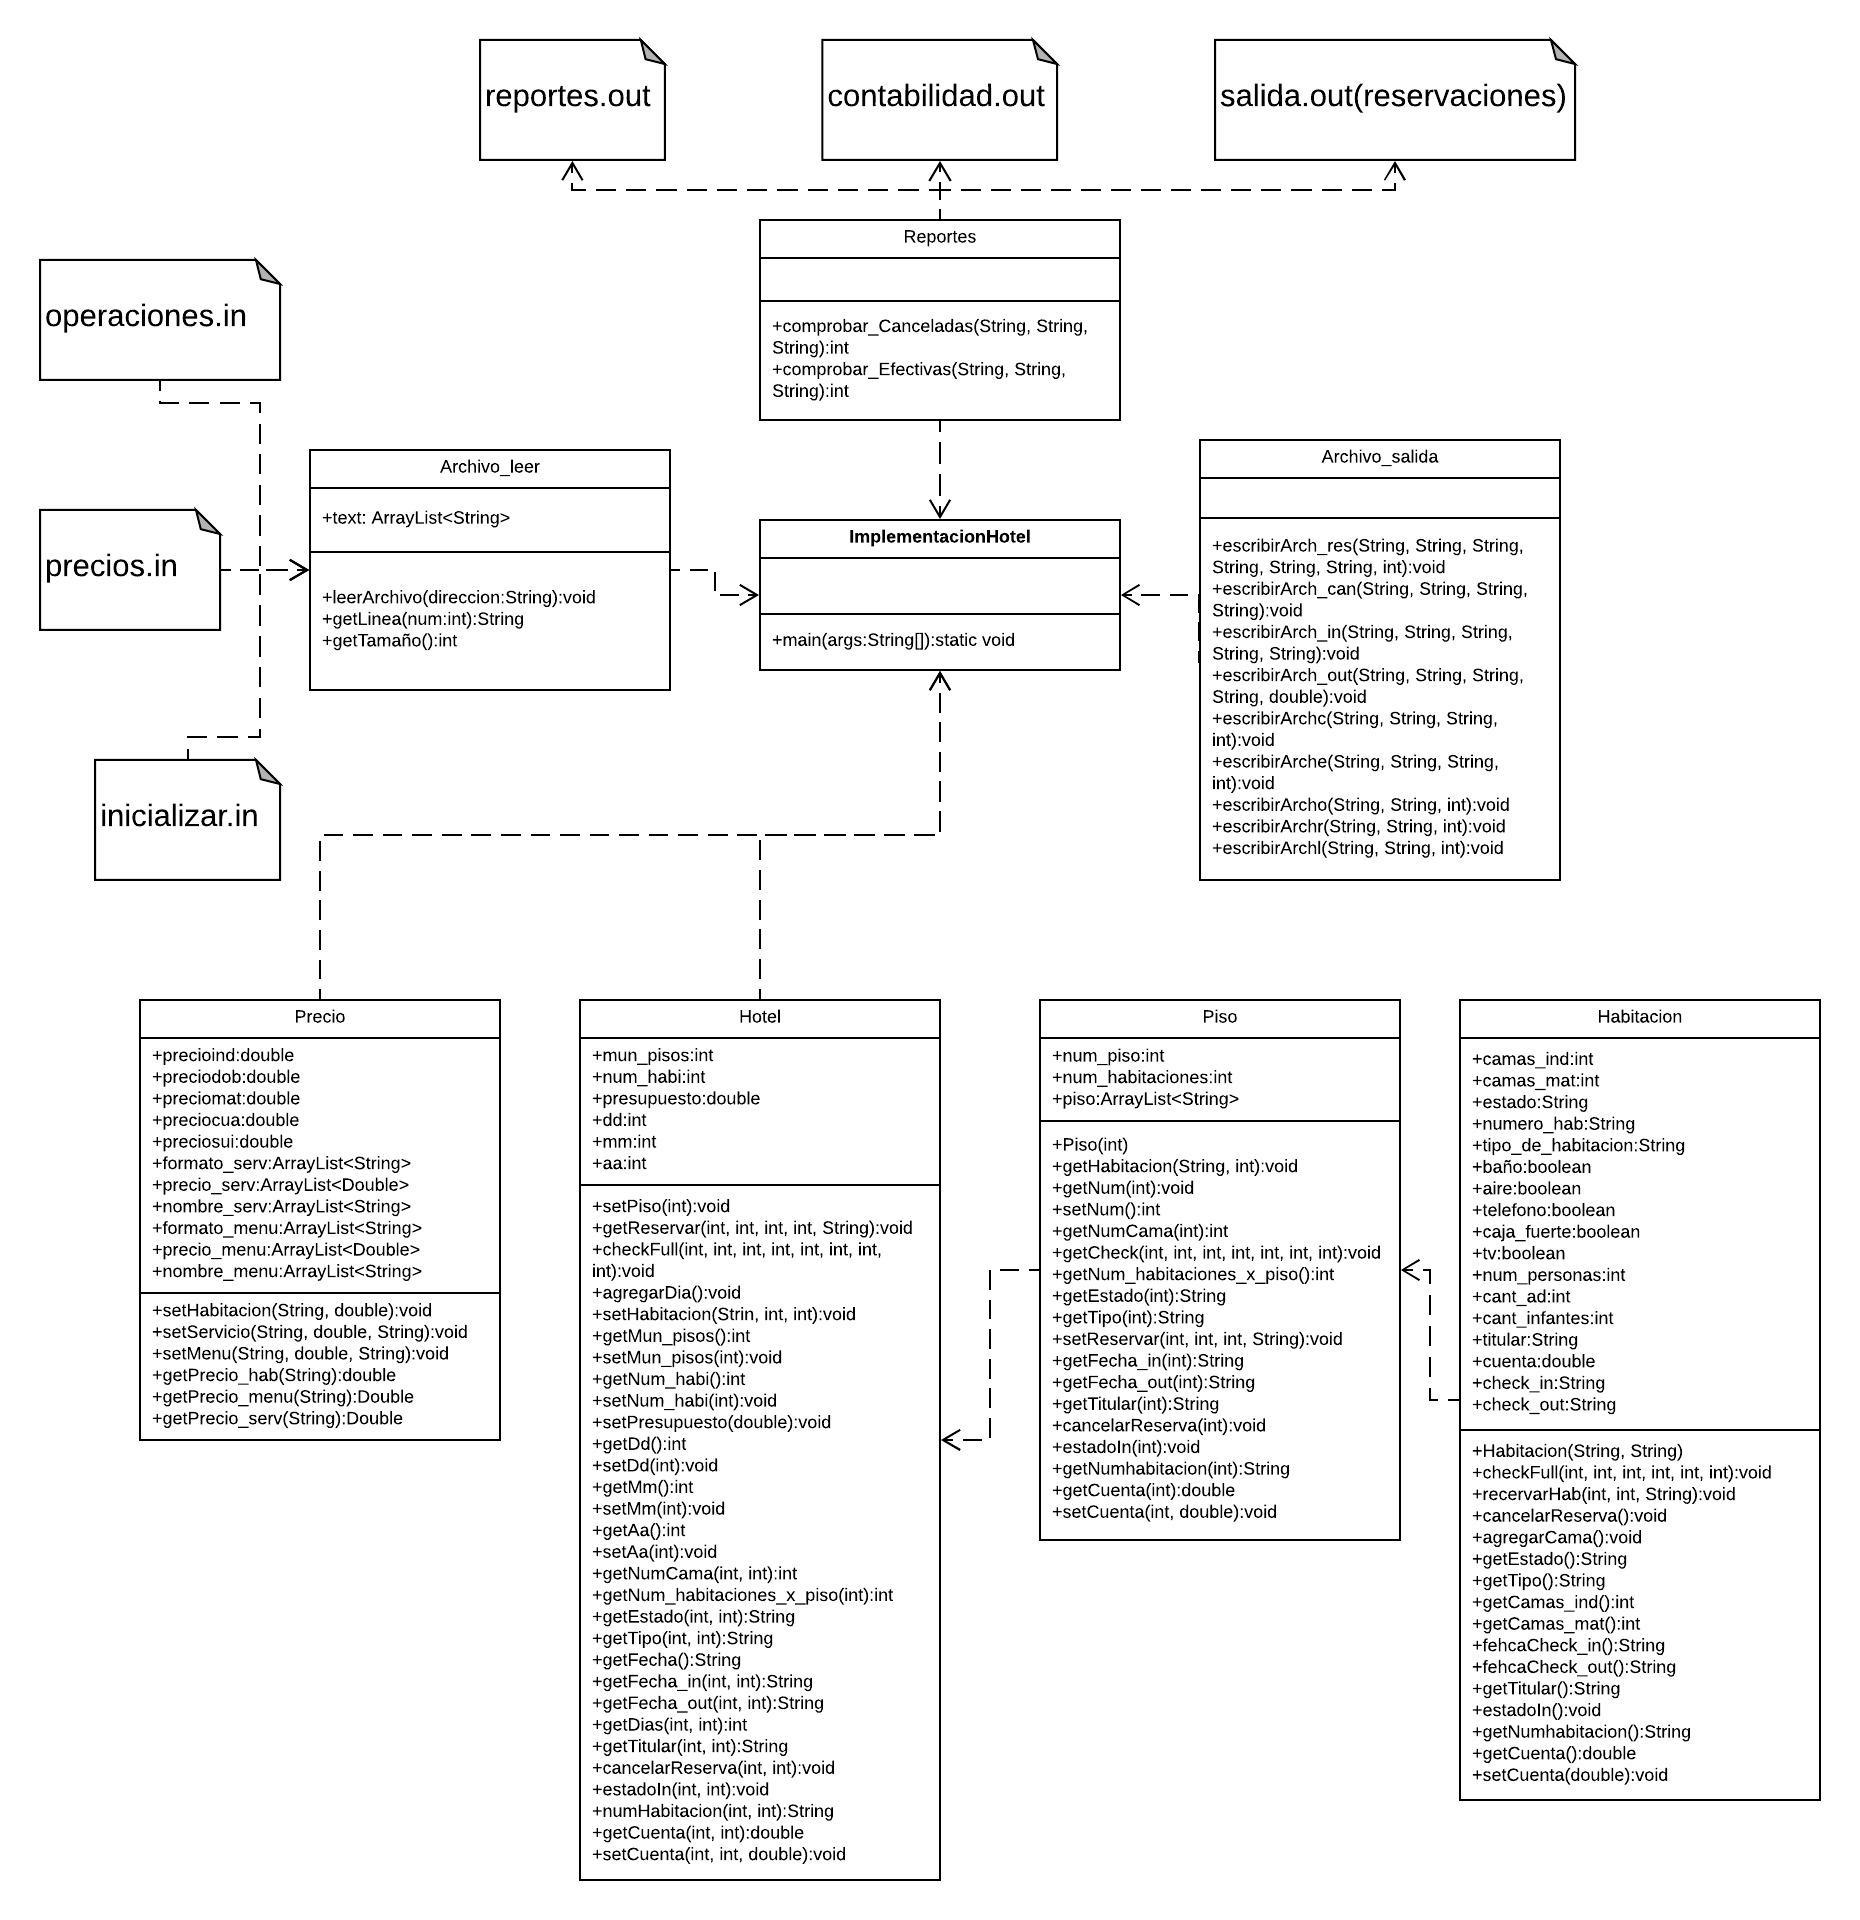 reportes.out
contabilidad.out
salida.out(reservaciones)
Reportes
+comprobar_Canceladas(String, String,
String):int
+comprobar_Efectivas(String, String,
String):int
operaciones.in
precios.in
inicializar.in
Archivo_leer
+text: ArrayList<String>
+leerArchivo(direccion:String):void
+getLinea(num:int):String
+getTamaño():int
ImplementacionHotel
+main(args:String[]):static void
Archivo_salida
+escribirArch_res(String, String, String,
String, String, String, int):void
+escribirArch_can(String, String, String,
String):void
+escribirArch_in(String, String, String,
String, String):void
+escribirArch_out(String, String, String,
String, double):void
+escribirArchc(String, String, String,
int):void
+escribirArche(String, String, String,
int):void
+escribirArcho(String, String, int):void
+escribirArchr(String, String, int):void
+escribirArchl(String, String, int):void
Precio
+precioind:double
+preciodob:double
+preciomat:double
+preciocua:double
+preciosui:double
+formato_serv:ArrayList<String>
+precio_serv:ArrayList<Double>
+nombre_serv:ArrayList<String>
+formato_menu:ArrayList<String>
+precio_menu:ArrayList<Double>
+nombre_menu:ArrayList<String>
+setHabitacion(String, double):void
+setServicio(String, double, String):void
+setMenu(String, double, String):void
+getPrecio_hab(String):double
+getPrecio_menu(String):Double
+getPrecio_serv(String):Double
Hotel
+mun_pisos:int
+num_habi:int
+presupuesto:double
+dd:int
+mm:int
+aa:int
+setPiso(int):void
+getReservar(int, int, int, int, String):void
+checkFull(int, int, int, int, int, int, int,
int):void
+agregarDia():void
+setHabitacion(Strin, int, int):void
+getMun_pisos():int
+setMun_pisos(int):void
+getNum_habi():int
+setNum_habi(int):void
+setPresupuesto(double):void
+getDd():int
+setDd(int):void
+getMm():int
+setMm(int):void
+getAa():int
+setAa(int):void
+getNumCama(int, int):int
+getNum_habitaciones_x_piso(int):int
+getEstado(int, int):String
+getTipo(int, int):String
+getFecha():String
+getFecha_in(int, int):String
+getFecha_out(int, int):String
+getDias(int, int):int
+getTitular(int, int):String
+cancelarReserva(int, int):void
+estadoIn(int, int):void
+numHabitacion(int, int):String
+getCuenta(int, int):double
+setCuenta(int, int, double):void
Piso
+num_piso:int
+num_habitaciones:int
+piso:ArrayList<String>
+Piso(int)
+getHabitacion(String, int):void
+getNum(int):void
+setNum():int
+getNumCama(int):int
+getCheck(int, int, int, int, int, int, int):void
+getNum_habitaciones_x_piso():int
+getEstado(int):String
+getTipo(int):String
+setReservar(int, int, int, String):void
+getFecha_in(int):String
+getFecha_out(int):String
+getTitular(int):String
+cancelarReserva(int):void
+estadoIn(int):void
+getNumhabitacion(int):String
+getCuenta(int):double
+setCuenta(int, double):void
Habitacion
+camas_ind:int
+camas_mat:int
+estado:String
+numero_hab:String
+tipo_de_habitacion:String
+baño:boolean
+aire:boolean
+telefono:boolean
+caja_fuerte:boolean
+tv:boolean
+num_personas:int
+cant_ad:int
+cant_infantes:int
+titular:String
+cuenta:double
+check_in:String
+check_out:String
+Habitacion(String, String)
+checkFull(int, int, int, int, int, int):void
+recervarHab(int, int, String):void
+cancelarReserva():void
+agregarCama():void
+getEstado():String
+getTipo():String
+getCamas_ind():int
+getCamas_mat():int
+fehcaCheck_in():String
+fehcaCheck_out():String
+getTitular():String
+estadoIn():void
+getNumhabitacion():String
+getCuenta():double
+setCuenta(double):void